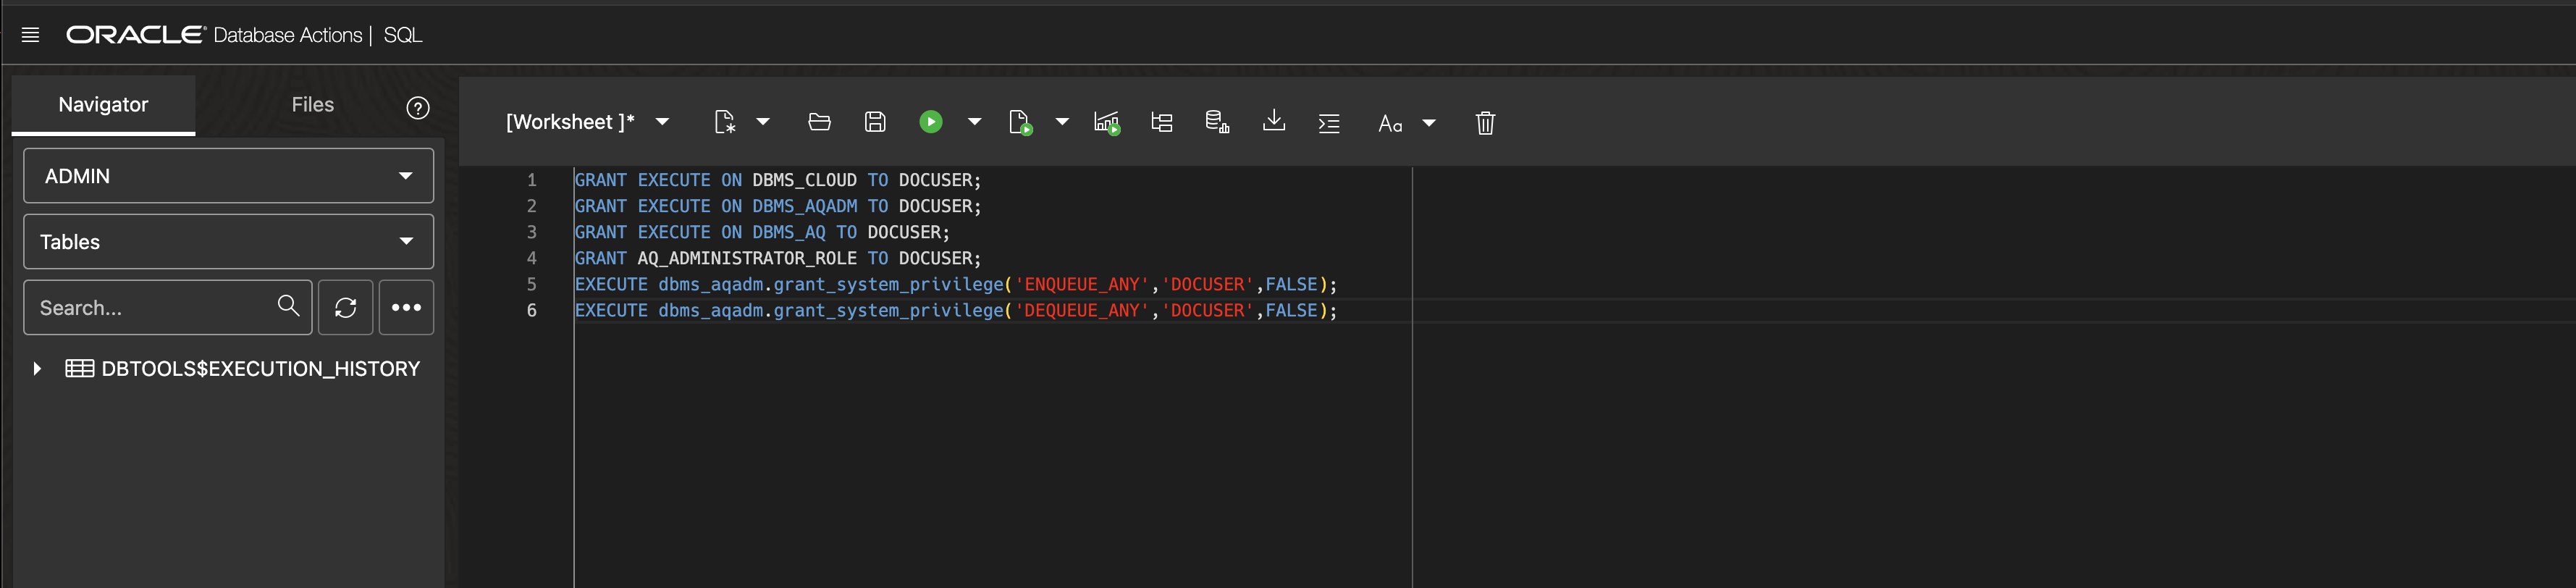 ORACLE Database Actions | SQL
Navigator
Files
?
[Worksheet ]*
Aa
ADMIN
Tables
Search...
DBTOOLS$EXECUTION_HISTORY
1 GRANT EXECUTE ON DBMS_CLOUD TO DOCUSER;
2 GRANT EXECUTE ON DBMS_AQADM TO DOCUSER;
3 GRANT EXECUTE ON DBMS_AQ TO DOCUSER;
4 GRANT AQ_ADMINISTRATOR_ROLE TO DOCUSER;
5 EXECUTE dbms_aqadm.grant_system_privilege('ENQUEUE_ANY','DOCUSER',FALSE);
6 EXECUTE dbms_aqadm.grant_system_privilege('DEQUEUE_ANY','DOCUSER',FALSE);